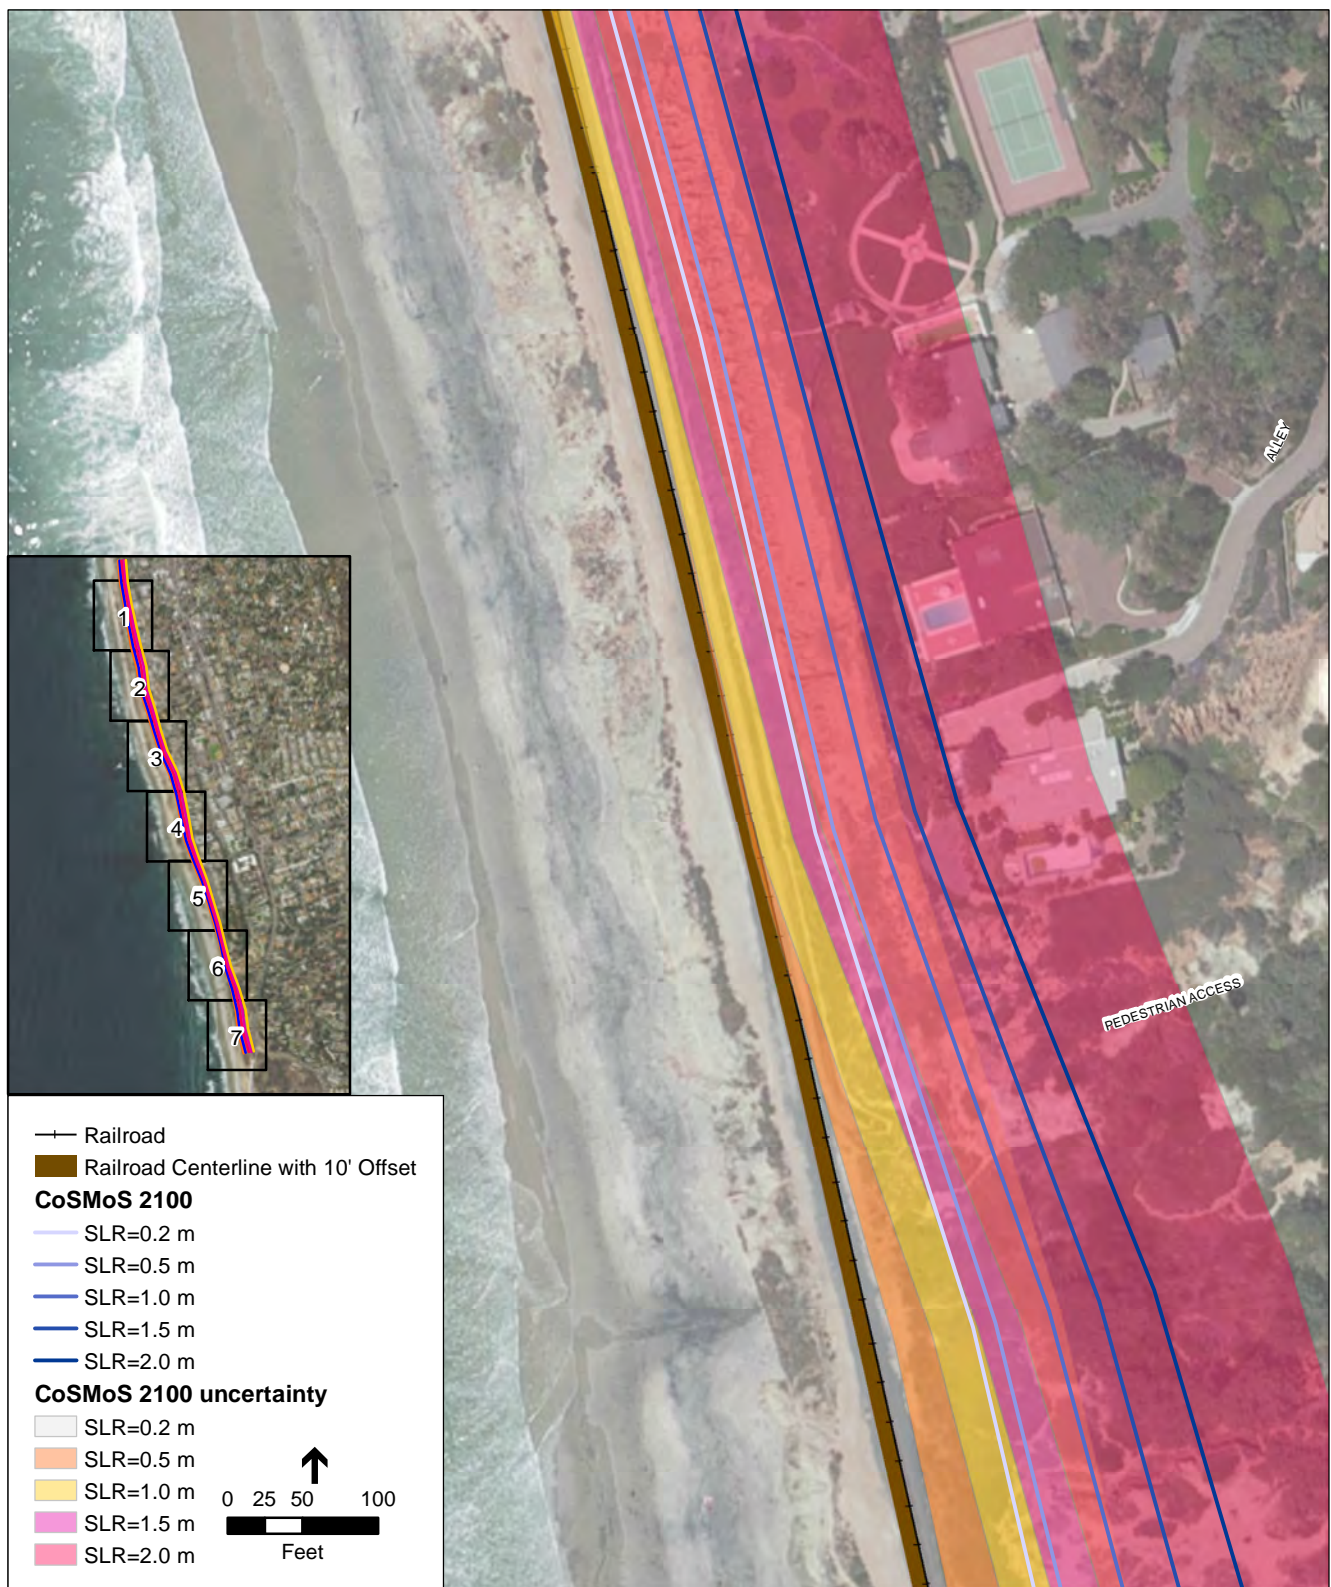 ALLEY
1
2
3
4
5
6
7
PEDESTRIAN ACCESS
Railroad
Railroad Centerline with 10' Offset
CoSMoS 2100
SLR=0.2 m
SLR=0.5 m
SLR=1.0 m
SLR=1.5 m
SLR=2.0 m
CoSMoS 2100 uncertainty
SLR=0.2 m
SLR=0.5 m
SLR=1.0 m
SLR=1.5 m
SLR=2.0 m
0 25 50 100
Feet